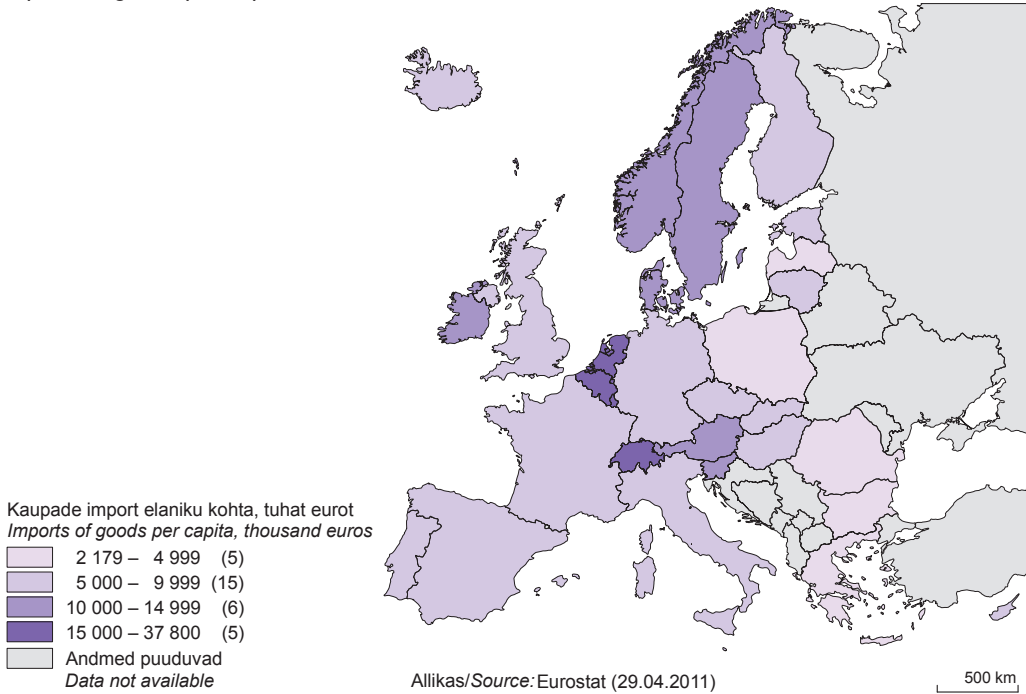 Kaupade import elaniku kohta, tuhat eurot
Imports of goods per capita, thousand euros
2 179 – 4 999 (5)
5 000 – 9 999 (15)
10 000 – 14 999 (6)
15 000 – 37 800 (5)
Andmed puuduvad
Data not available
Allikas/Source: Eurostat (29.04.2011)
500 km